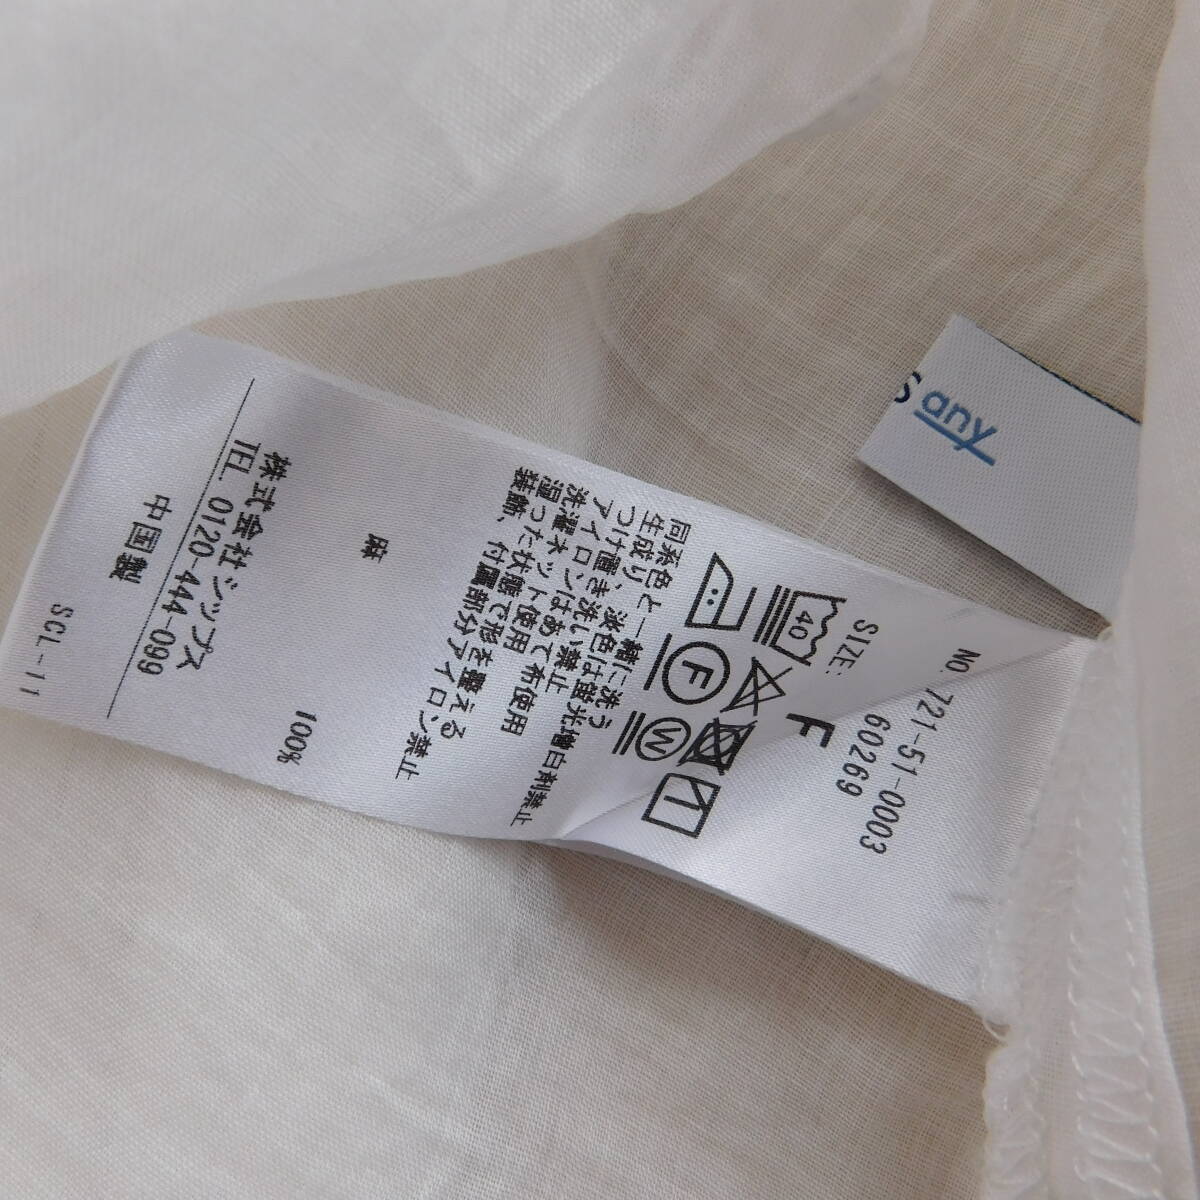 S any
NO. 721-51-0003
60269
SIZE: F
40
F
W
同系色と一緒に洗う
生成り、淡色は蛍光増白剤禁止
つけ置き洗い禁止
アイロンはあて布使用
洗濯ネット使用
湿った状態で形を整える
装飾、付属部分アイロン禁止
麻 100%
株式会社シップス
TEL 0120-444-099
中国製
SCL-11